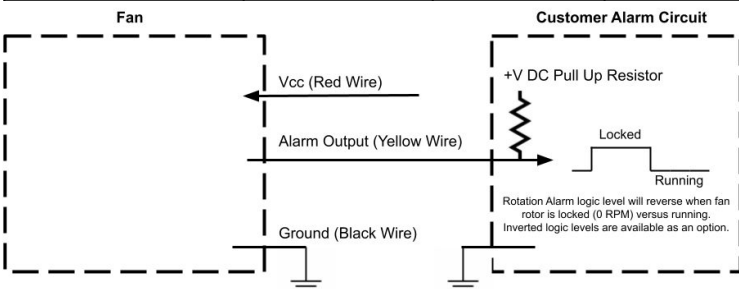 Fan
Customer Alarm Circuit
Vcc (Red Wire)
+V DC Pull Up Resistor
Alarm Output (Yellow Wire)
Locked
Running
Rotation Alarm logic level will reverse when fan
rotor is locked (0 RPM) versus running.
Inverted logic levels are available as an option.
Ground (Black Wire)